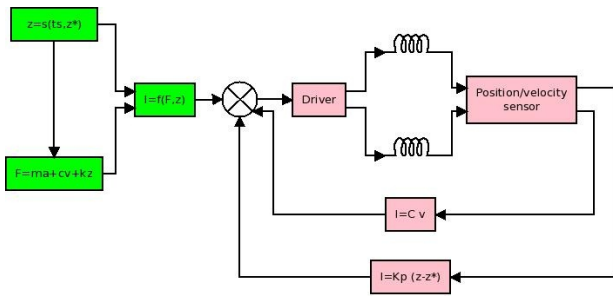 z=s(ts,z*)
I=f(F,z)
Driver
Position/velocity
sensor
F=ma+cv+kz
I=C v
I=Kp (z-z*)